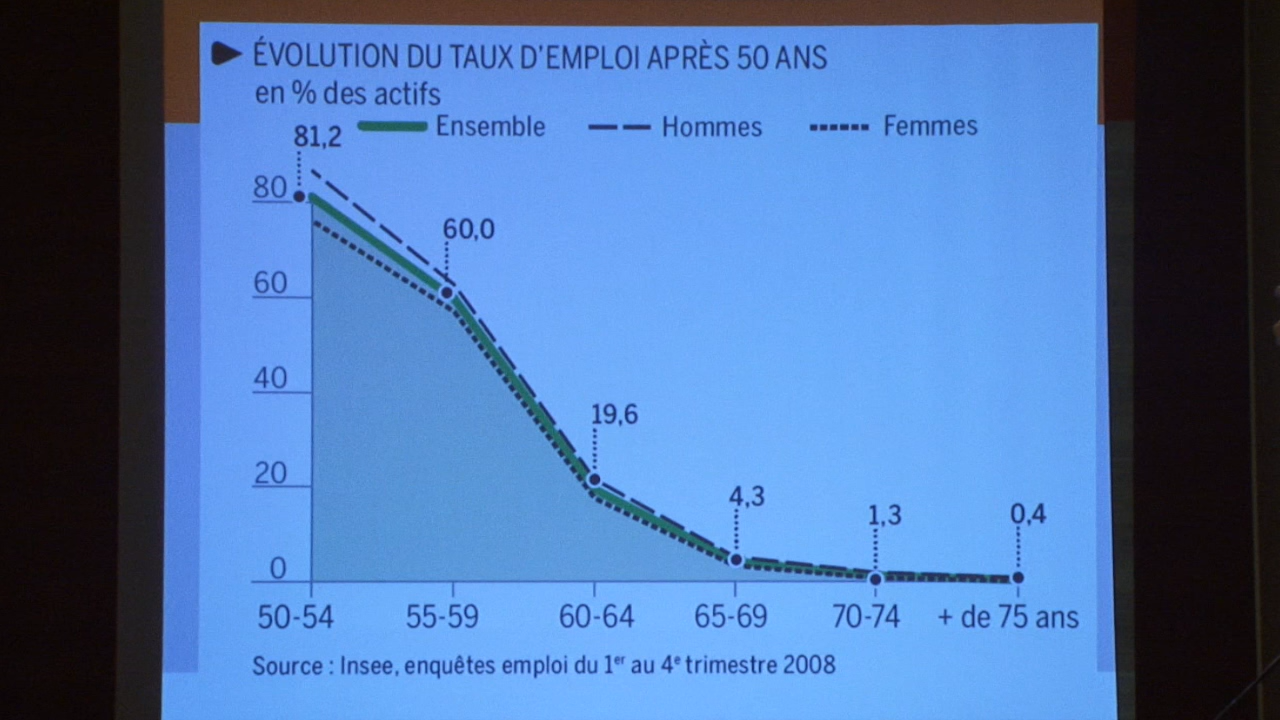 ÉVOLUTION DU TAUX D'EMPLOI APRÈS 50 ANS
en % des actifs
Ensemble Hommes Femmes
81,2
80
60,0
60
40
19,6
20
4,3
1,3
0,4
0
50-54 55-59 60-64 65-69 70-74 + de 75 ans
Source : Insee, enquêtes emploi du 1er au 4e trimestre 2008